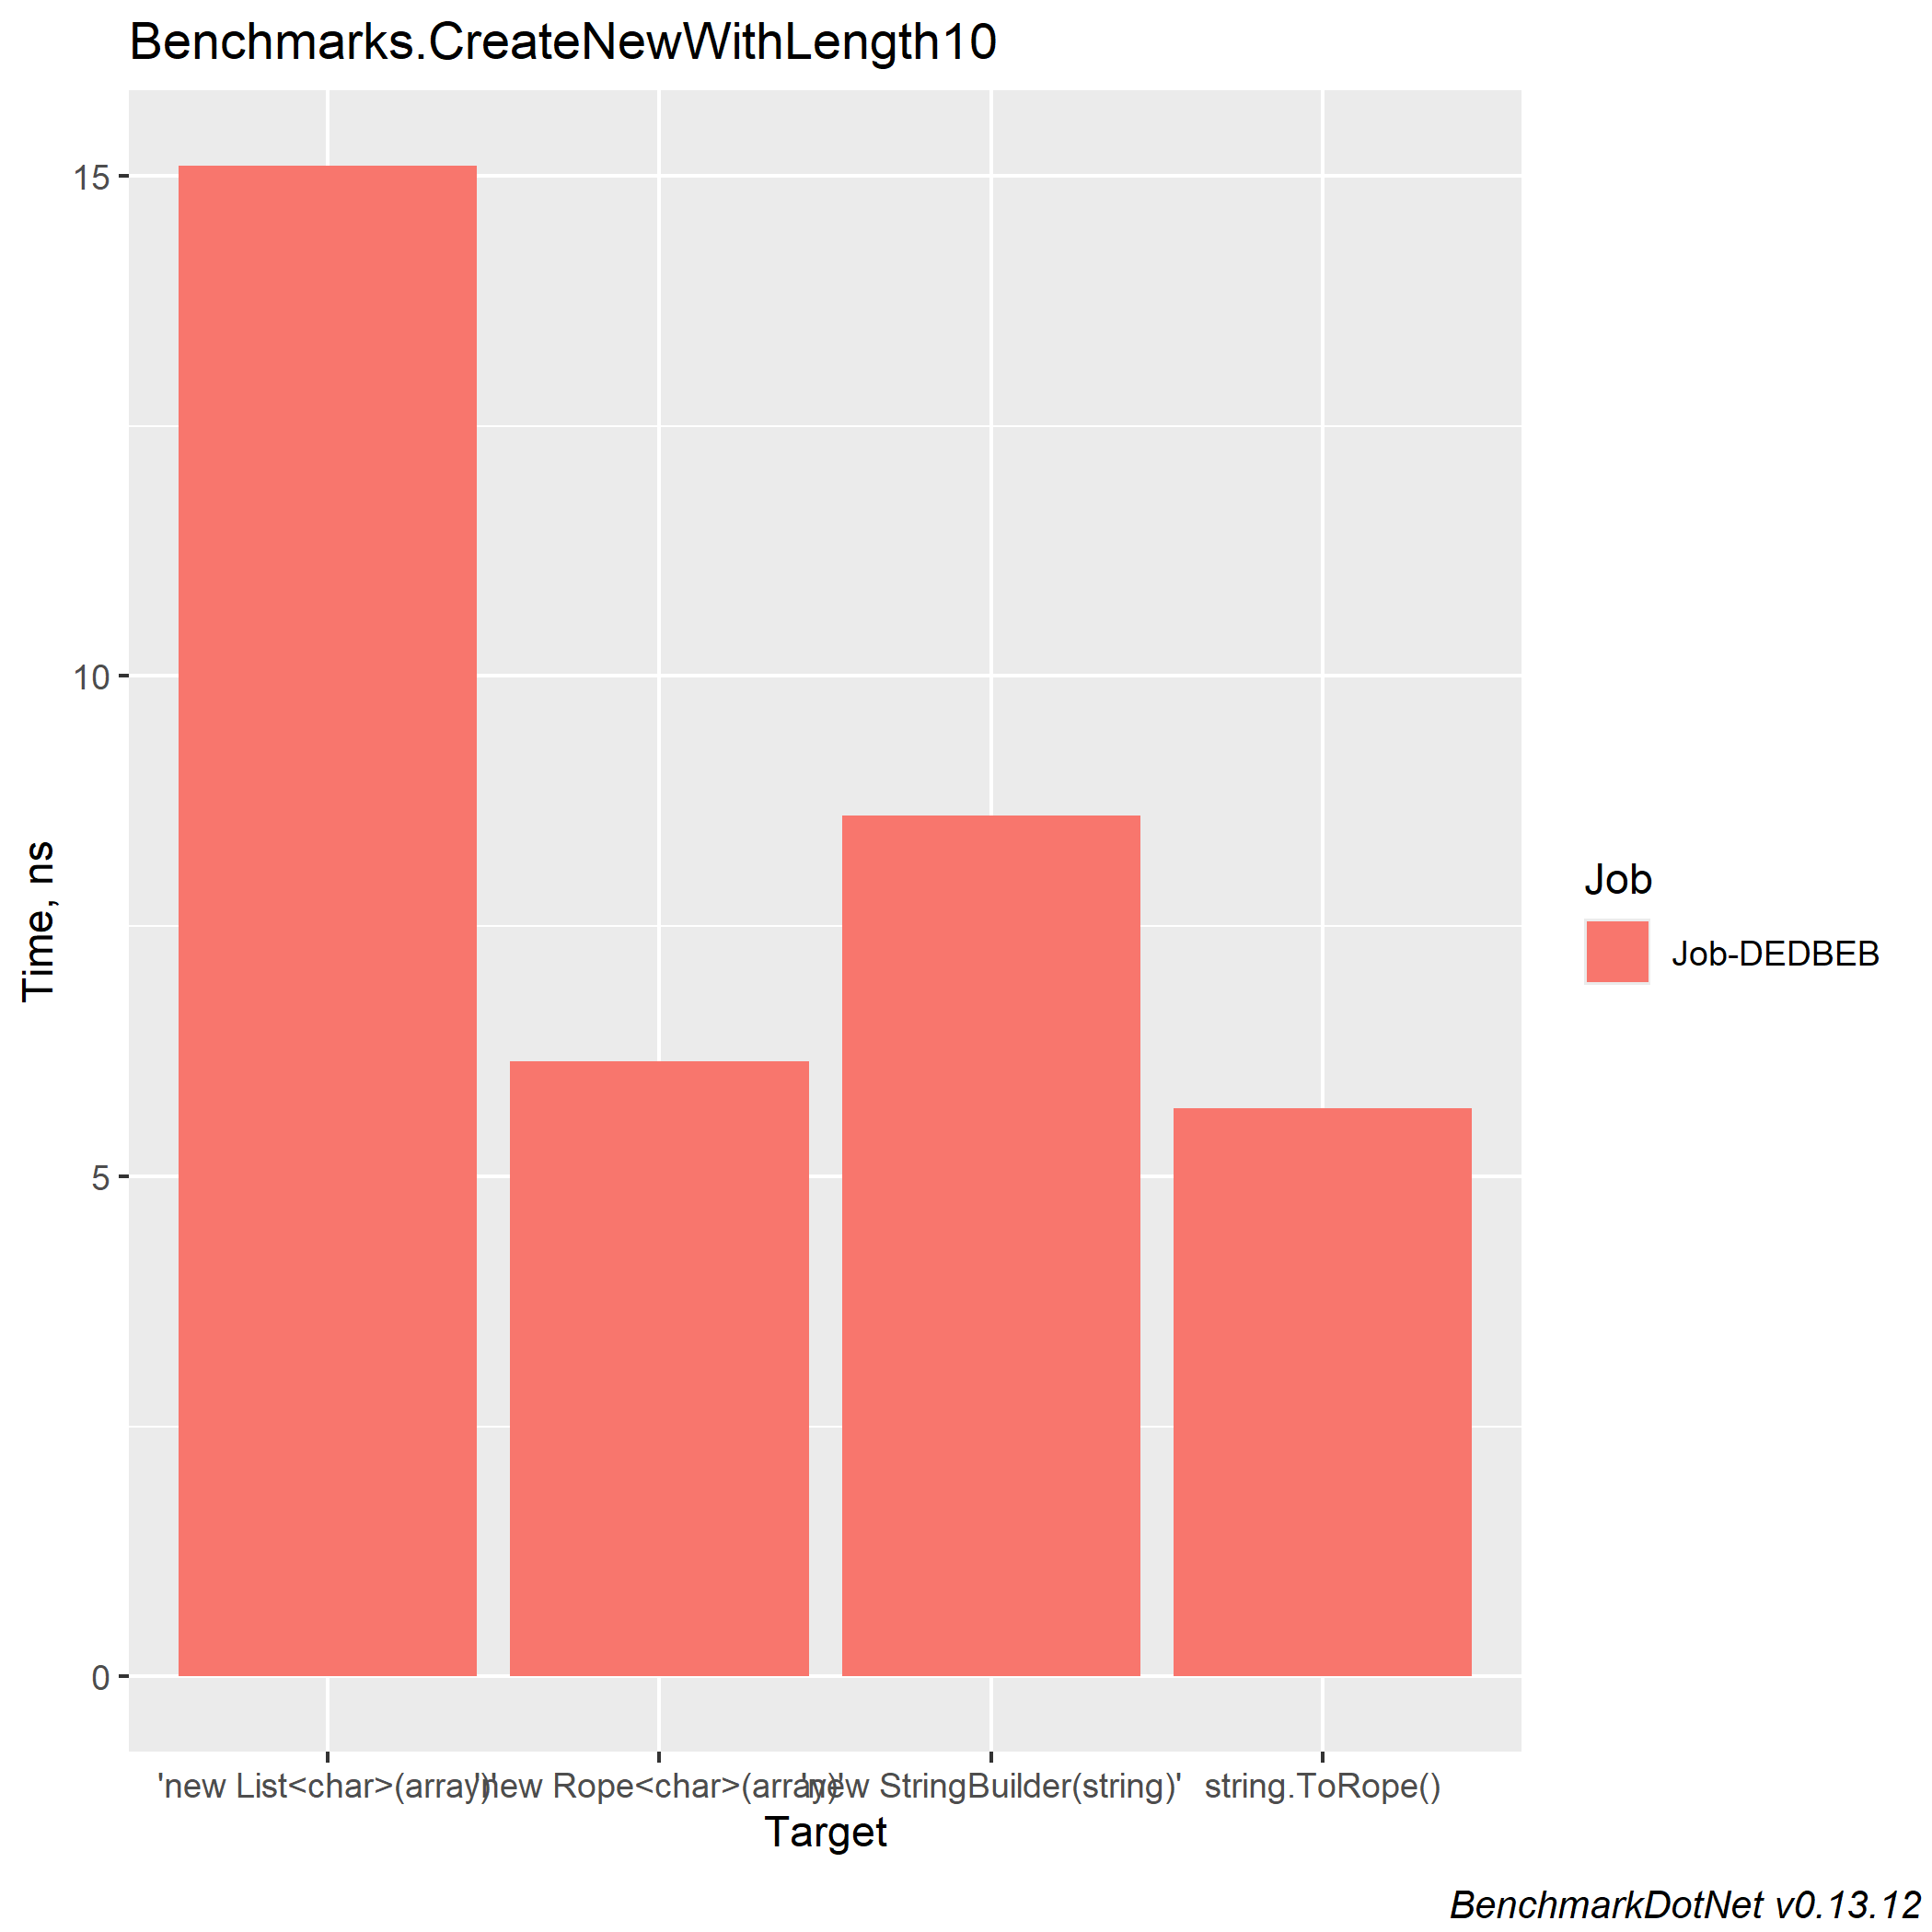 Benchmarks.CreateNewWithLength10
15
10
5
0
Time, ns
'new List<char>(array)'
'new Rope<char>(array)'
'new StringBuilder(string)'
string.ToRope()
Target
Job
Job-DEDBEB
BenchmarkDotNet v0.13.12